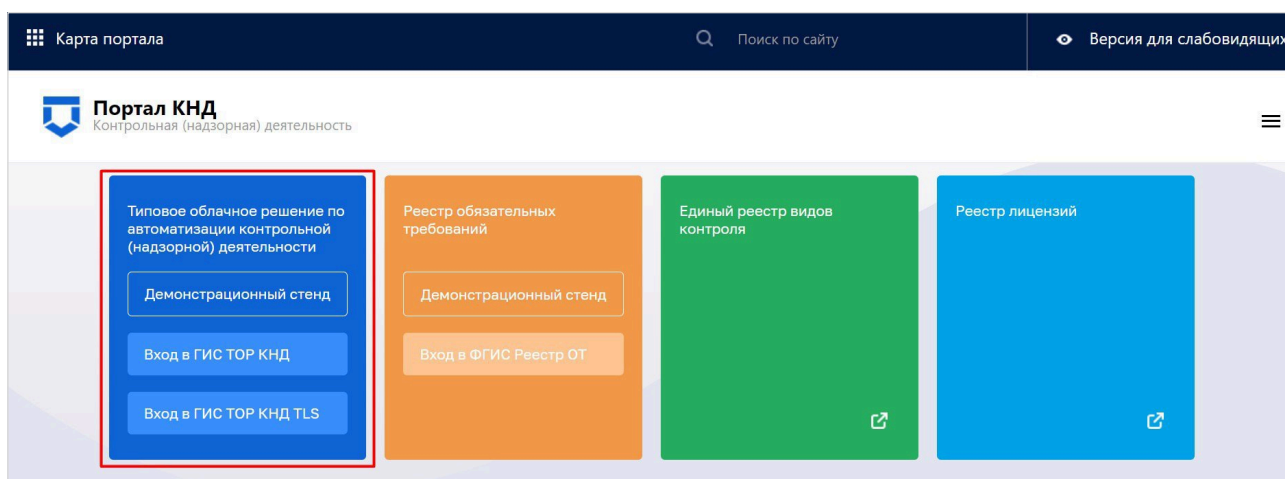 Карта портала
Поиск по сайту
Версия для слабовидящих
Портал КНД
Контрольная (надзорная) деятельность
Типовое облачное решение по
автоматизации контрольной
(надзорной) деятельности
Демонстрационный стенд
Вход в ГИС ТОР КНД
Вход в ГИС ТОР КНД TLS
Реестр обязательных
требований
Демонстрационный стенд
Вход в ФГИС Реестр ОТ
Единый реестр видов
контроля
Реестр лицензий